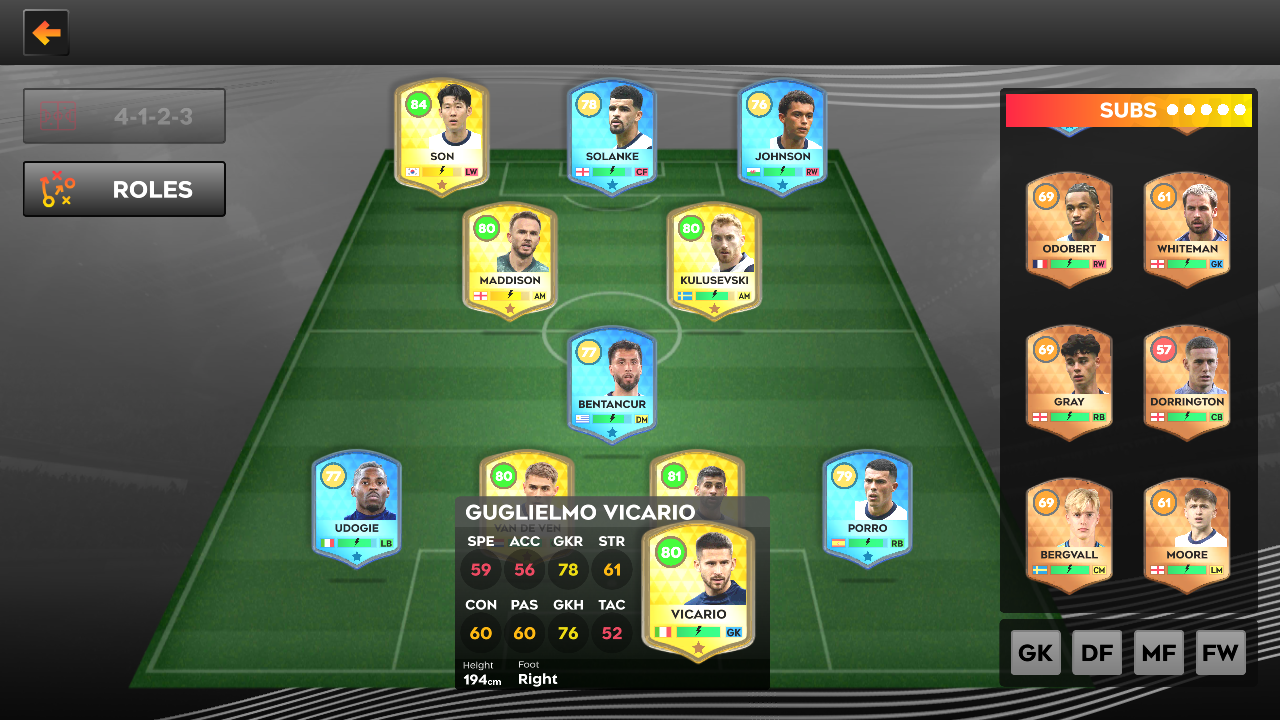 4-1-2-3
ROLES
84
SON
LW
78
SOLANKE
CF
76
JOHNSON
RW
80
MADDISON
AM
80
KULUSEVSKI
AM
77
BENTANCUR
DM
77
UDOGIE
LB
80
VAN DE VEN
81
79
PORRO
RB
GUGLIELMO VICARIO
SPE ACC GKR STR
59 56 78 61
CON PAS GKH TAC
60 60 76 52
Height Foot
194cm Right
80
VICARIO
GK
SUBS
69
ODOBERT
RW
61
WHITEMAN
GK
69
GRAY
RB
57
DORRINGTON
CB
69
BERGVALL
CM
61
MOORE
LM
GK DF MF FW